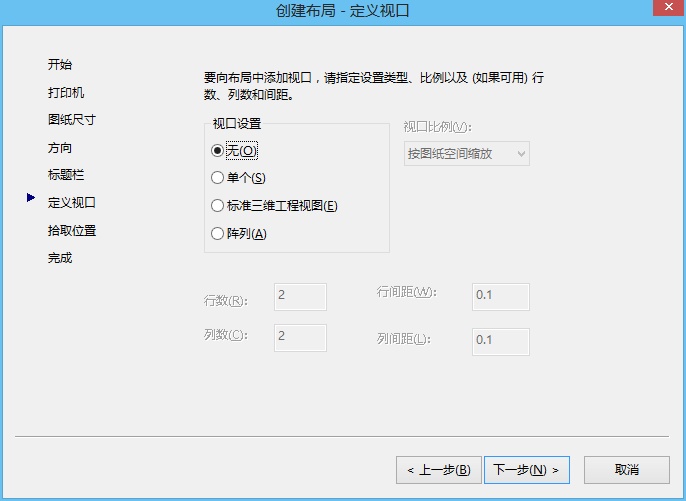 创建布局 - 定义视口
开始
打印机
图纸尺寸
方向
标题栏
定义视口
拾取位置
完成
要向布局中添加视口，请指定设置类型、比例以及 (如果可用) 行
数、列数和间距。
视口设置
无(O)
单个(S)
标准三维工程视图(E)
阵列(A)
视口比例(V):
按图纸空间缩放
行数(R):
2
行间距(W):
0.1
列数(C):
2
列间距(L):
0.1
< 上一步(B)
下一步(N) >
取消